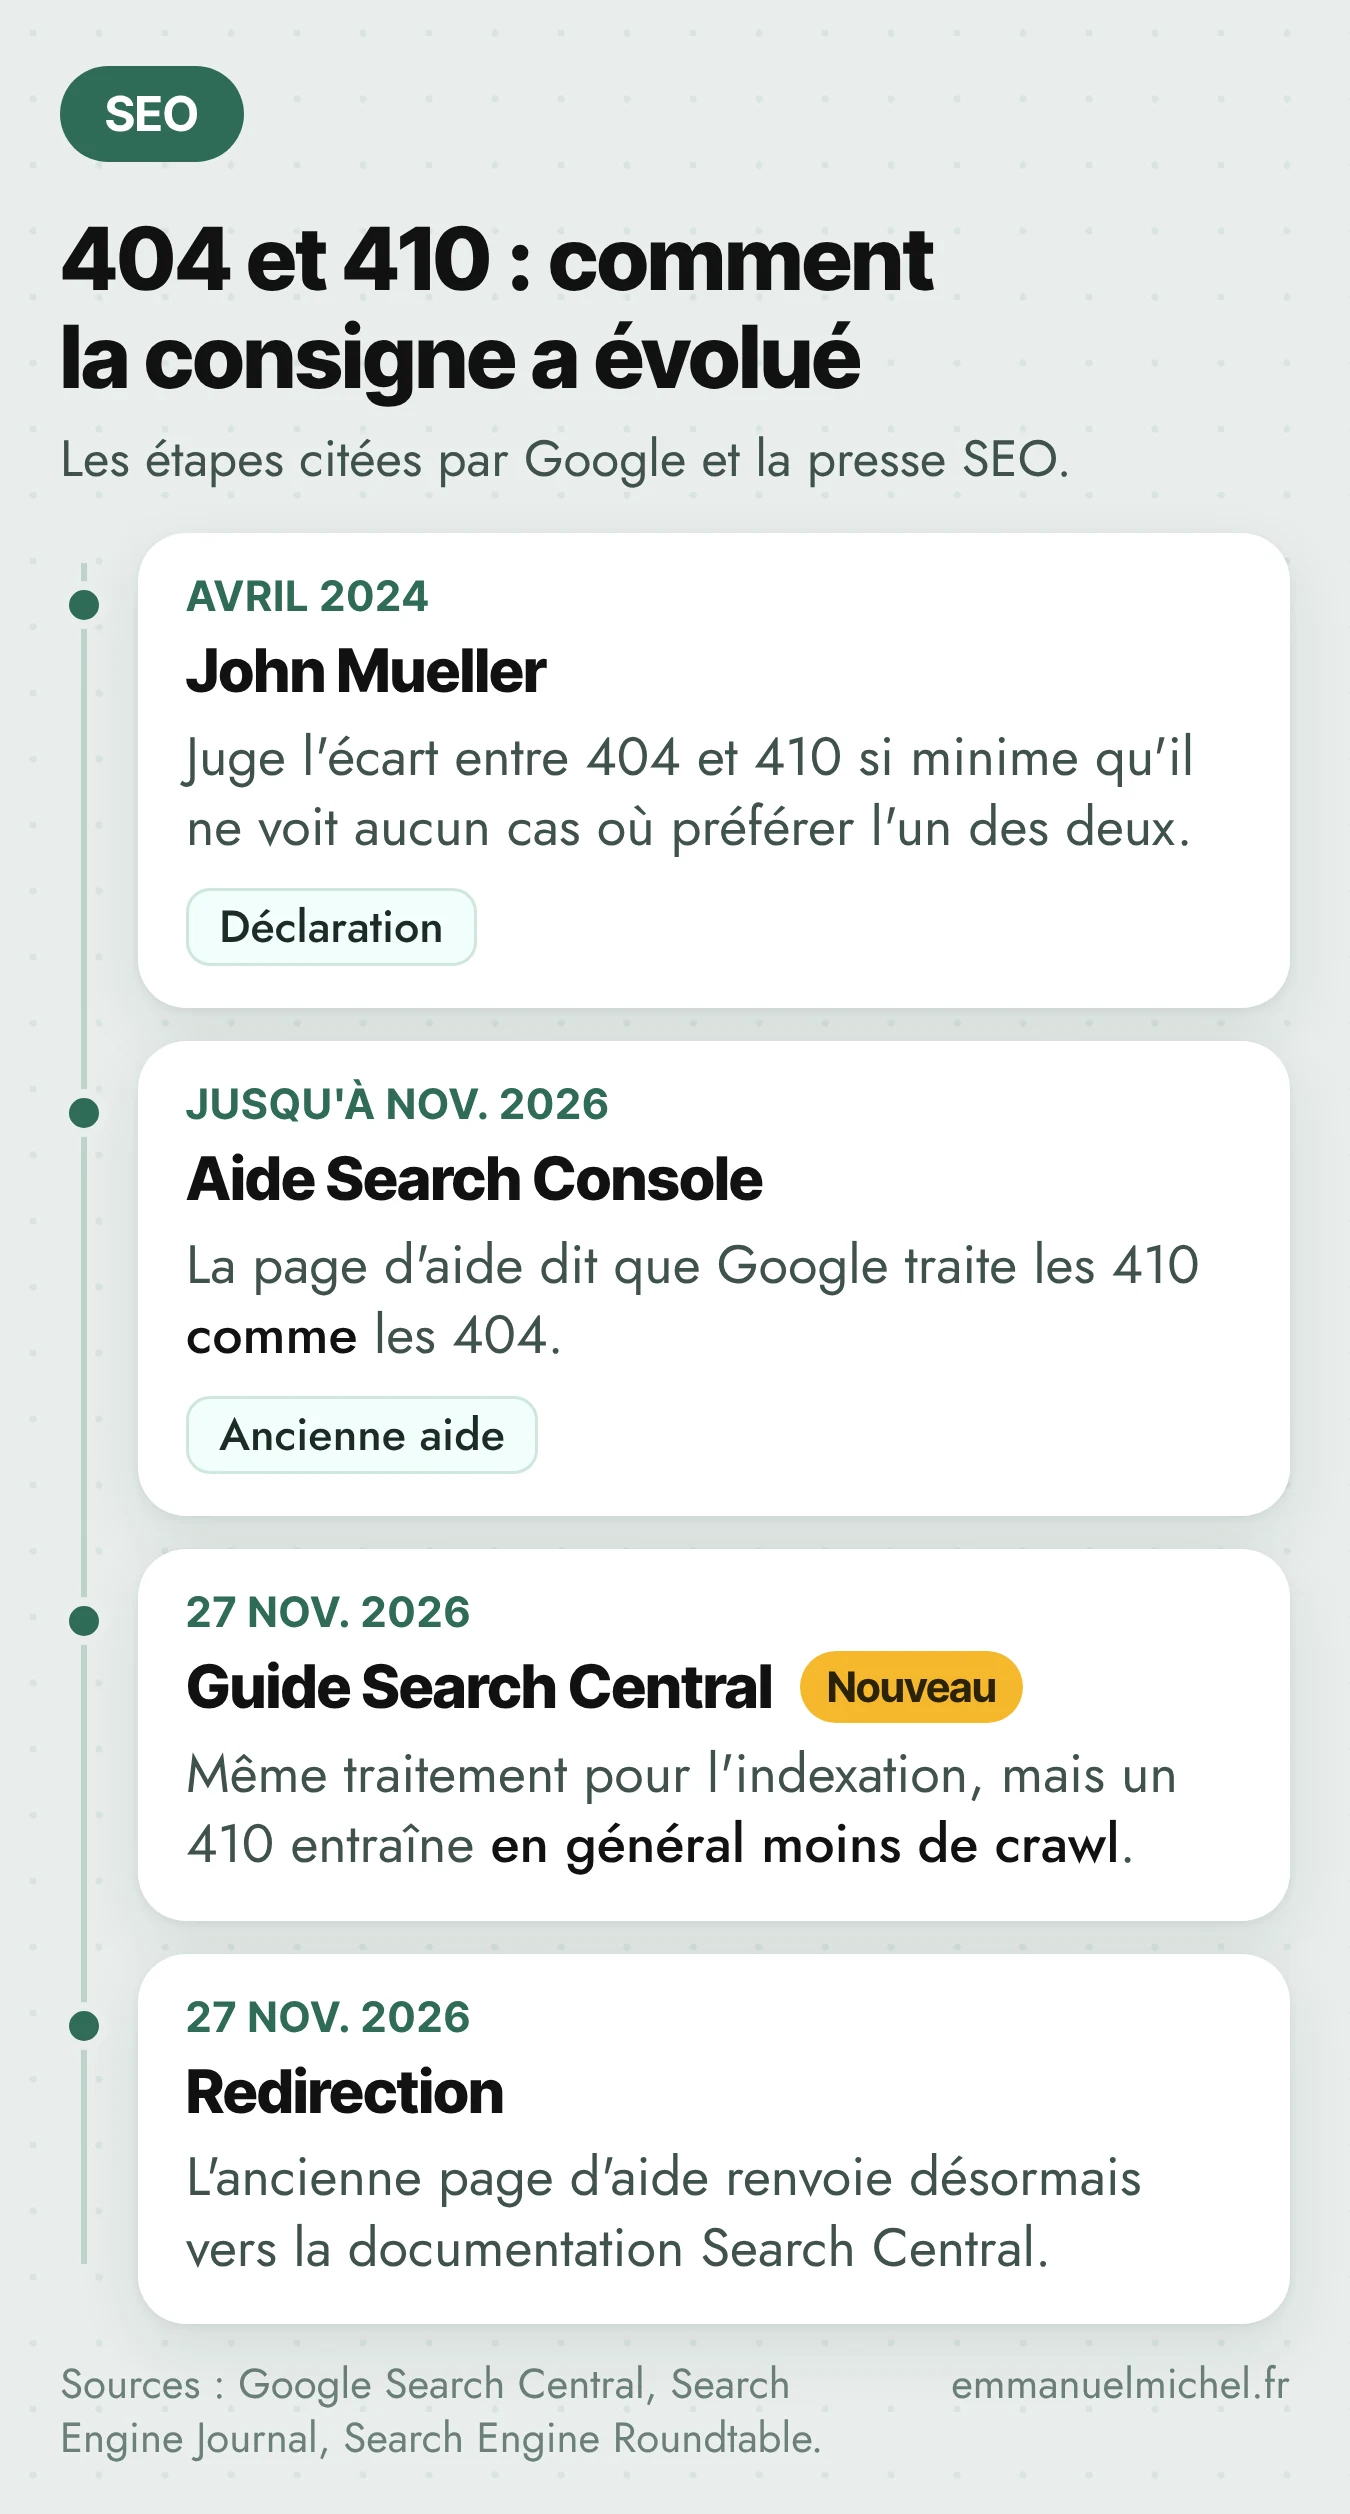 SEO
404 et 410 : comment
la consigne a évolué
Les étapes citées par Google et la presse SEO.
AVRIL 2024
John Mueller
Juge l'écart entre 404 et 410 si minime qu'il
ne voit aucun cas où préférer l'un des deux.
Déclaration
JUSQU'À NOV. 2026
Aide Search Console
La page d'aide dit que Google traite les 410
comme les 404.
Ancienne aide
27 NOV. 2026
Guide Search Central Nouveau
Même traitement pour l'indexation, mais un
410 entraîne en général moins de crawl.
27 NOV. 2026
Redirection
L'ancienne page d'aide renvoie désormais
vers la documentation Search Central.
Sources : Google Search Central, Search
Engine Journal, Search Engine Roundtable.
emmanuelmichel.fr